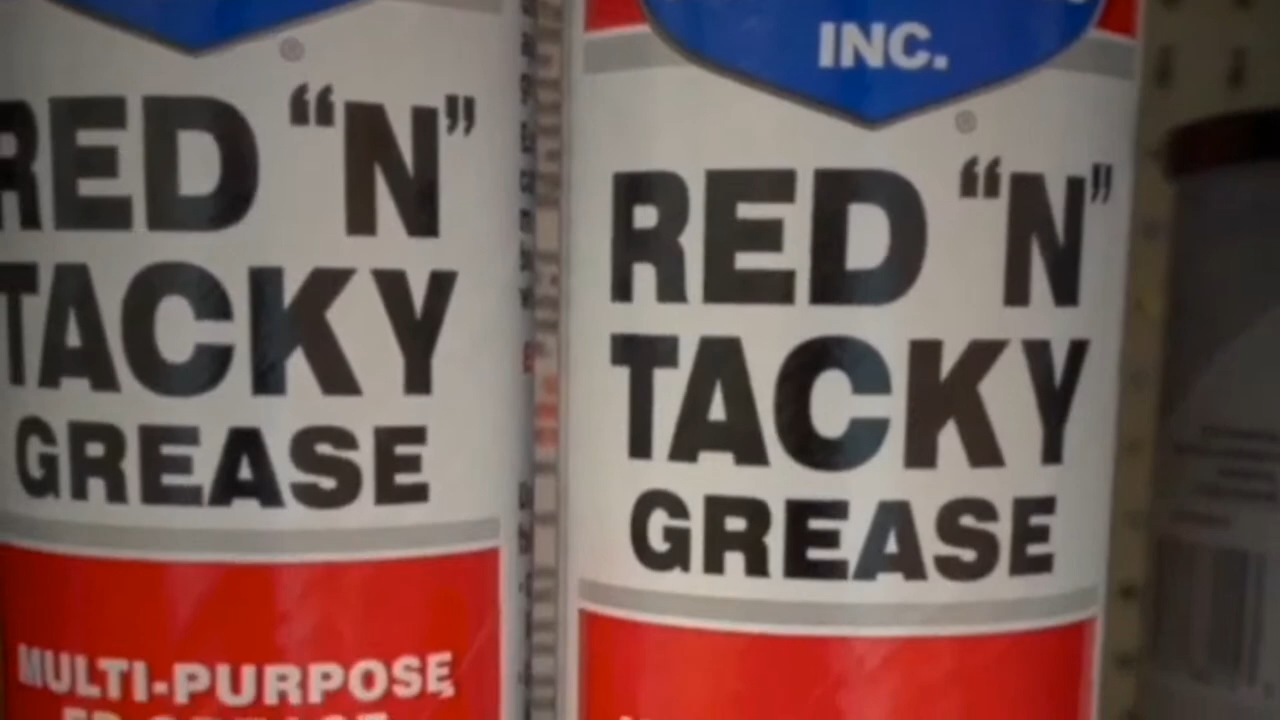 RED “N”
TACKY
GREASE
MULTI-PURPOSE
INC.
RED “N”
TACKY
GREASE